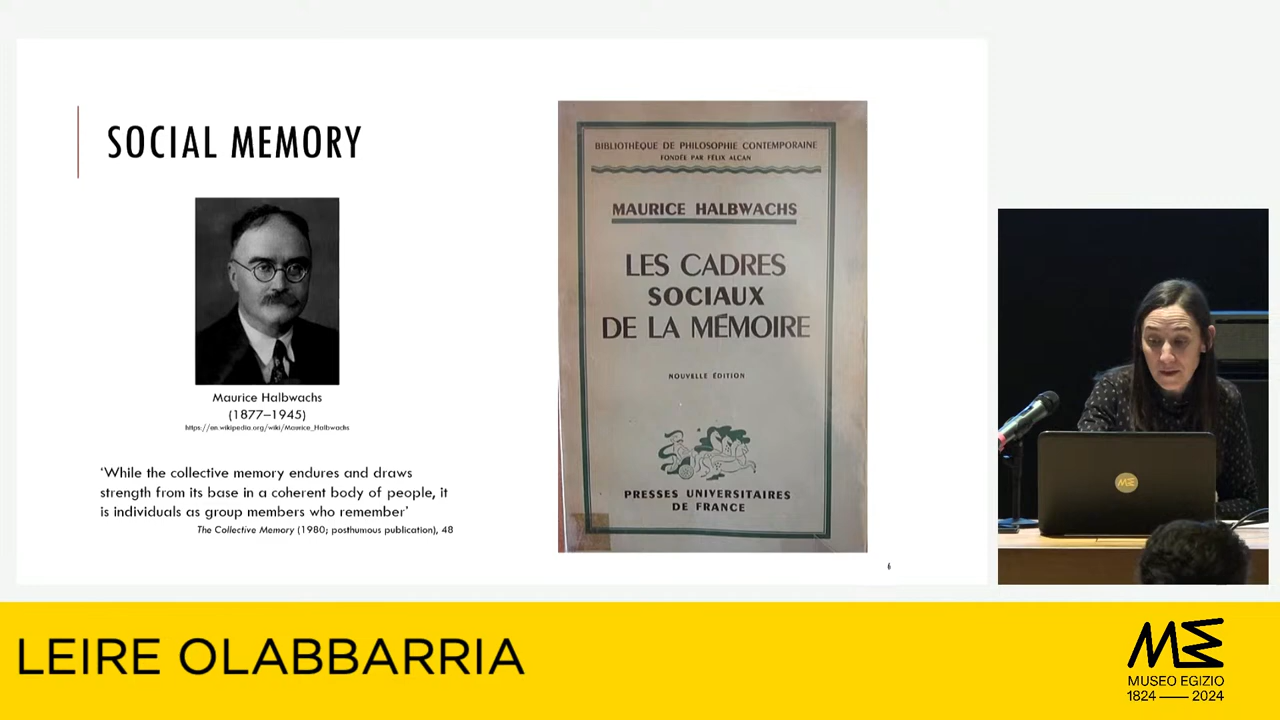 SOCIAL MEMORY
Maurice Halbwachs
(1877–1945)
https://en.wikipedia.org/wiki/Maurice_Halbwachs
‘While the collective memory endures and draws
strength from its base in a coherent body of people, it
is individuals as group members who remember’
The Collective Memory (1980; posthumous publication), 48
BIBLIOTHÈQUE DE PHILOSOPHIE CONTEMPORAINE
FONDÉE PAR FÉLIX ALCAN
MAURICE HALBWACHS
LES CADRES
SOCIAUX
DE LA MÉMOIRE
NOUVELLE ÉDITION
PRESSES UNIVERSITAIRES
DE FRANCE
6
ME
LEIRE OLABBARRIA
ME
MUSEO EGIZIO
1824 — 2024